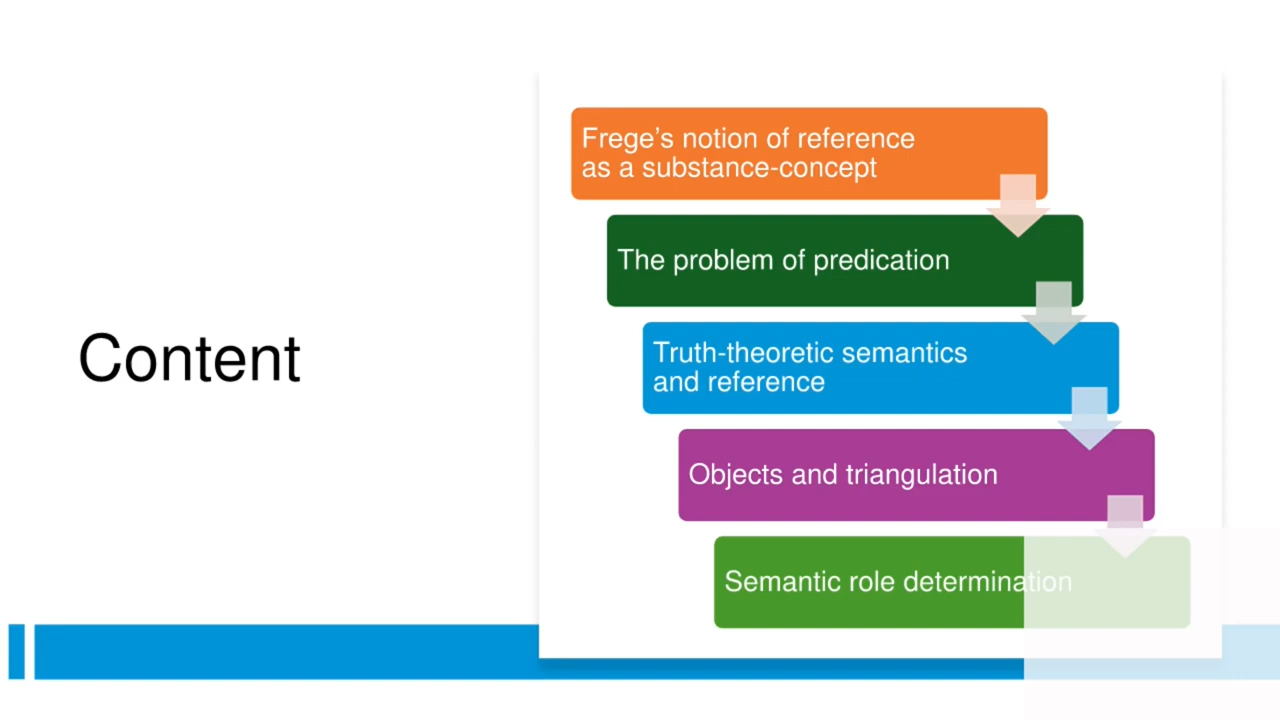 Content
Frege’s notion of reference
as a substance-concept
The problem of predication
Truth-theoretic semantics
and reference
Objects and triangulation
Semantic role determination